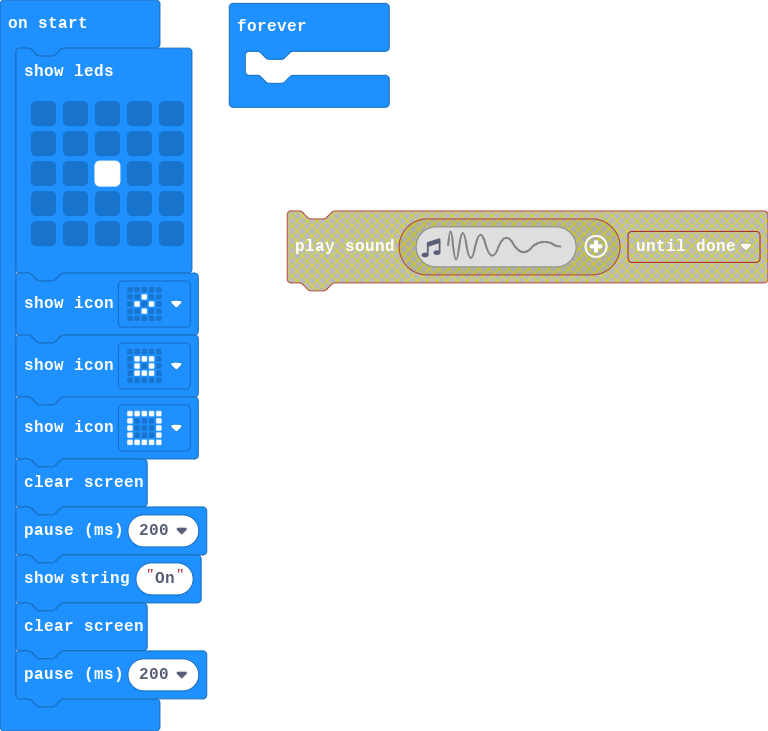 on start
show leds
show icon
show icon
show icon
clear screen
pause (ms) 200
show string "On"
clear screen
pause (ms) 200
forever
play sound until done